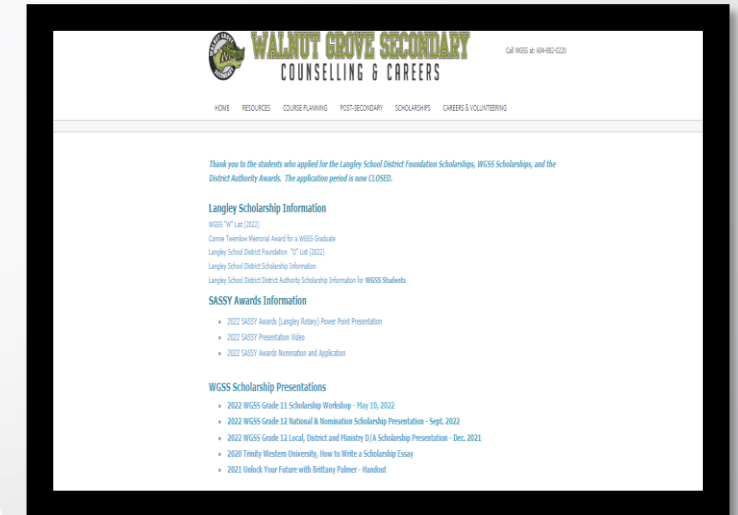 WALNUT GROVE SECONDARY
COUNSELLING & CAREERS
Call WGSS at: 604-882-0220
HOME RESOURCES COURSE PLANNING POST-SECONDARY SCHOLARSHIPS CAREERS & VOLUNTEERING
Thank you to the students who applied for the Langley School District Foundation Scholarships, WGSS Scholarships, and the
District Authority Awards. The application period is now CLOSED.
Langley Scholarship Information
WGSS "W" List (2022)
Connie Twemlow Memorial Award for a WGSS Graduate
Langley School District Foundation "D" List (2022)
Langley School District Scholarship Information
Langley School District District Authority Scholarship Information for WGSS Students
SASSY Awards Information
2022 SASSY Awards (Langley Rotary) Power Point Presentation
2022 SASSY Presentation Video
2022 SASSY Awards Nomination and Application
WGSS Scholarship Presentations
2022 WGSS Grade 11 Scholarship Workshop - May 10, 2022
2022 WGSS Grade 12 National & Nomination Scholarship Presentation - Sept. 2022
2022 WGSS Grade 12 Local, District and Ministry D/A Scholarship Presentation - Dec. 2021
2020 Trinity Western University, How to Write a Scholarship Essay
2021 Unlock Your Future with Brittany Palmer - Handout